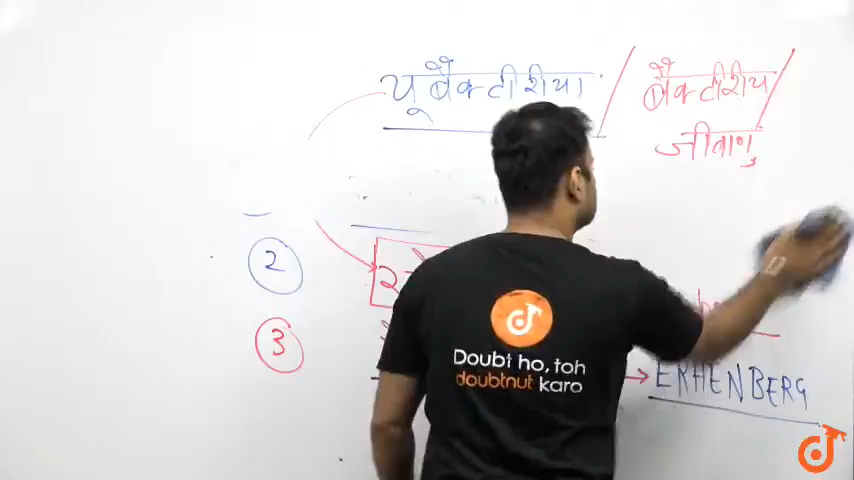 यू बैक्टीरीया / बैक्टीरीय /
जीवाणु
2
3
ERHENBERG
Doubt ho, toh
doubtnut karo